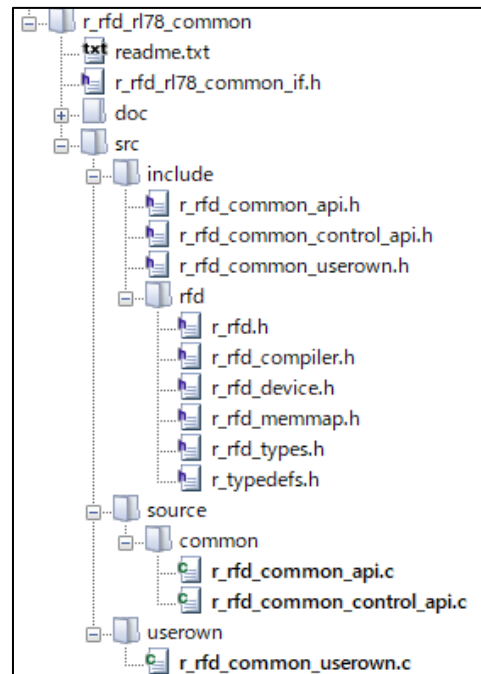 r_rfd_rl78_common
txt readme.txt
h r_rfd_rl78_common_if.h
doc
src
include
h r_rfd_common_api.h
h r_rfd_common_control_api.h
h r_rfd_common_userown.h
rfd
h r_rfd.h
h r_rfd_compiler.h
h r_rfd_device.h
h r_rfd_memmap.h
h r_rfd_types.h
h r_typedefs.h
source
common
c r_rfd_common_api.c
c r_rfd_common_control_api.c
userown
c r_rfd_common_userown.c